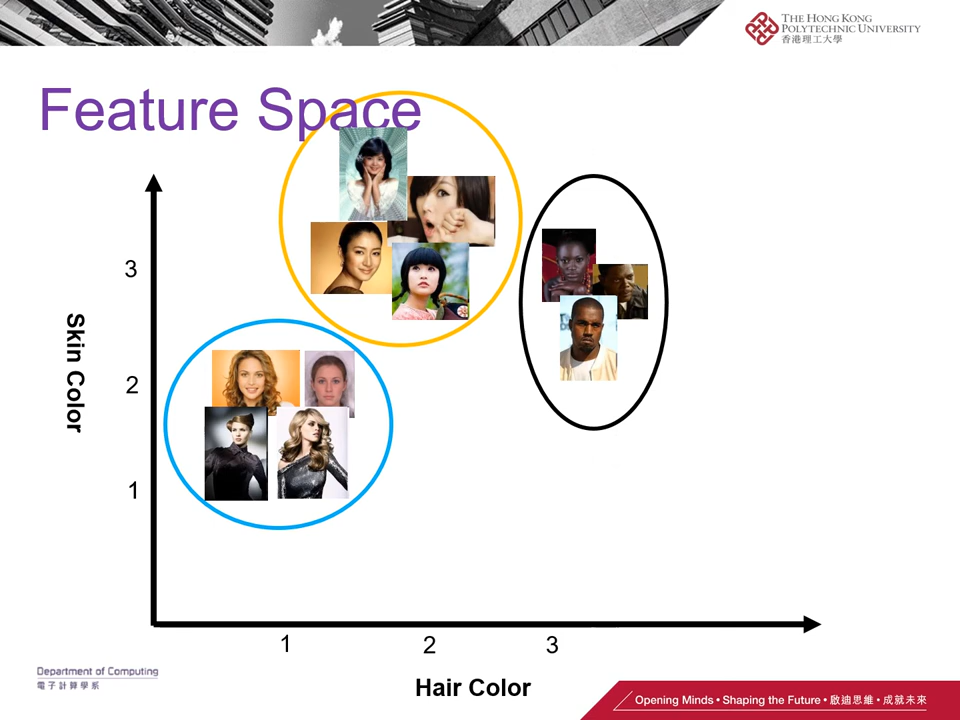 THE HONG KONG
POLYTECHNIC UNIVERSITY
香港理工大學
Feature Space
3
2
1
Skin Color
1
2
3
Hair Color
Department of Computing
電子計算學系
Opening Minds • Shaping the Future • 啟迪思維 • 成就未來